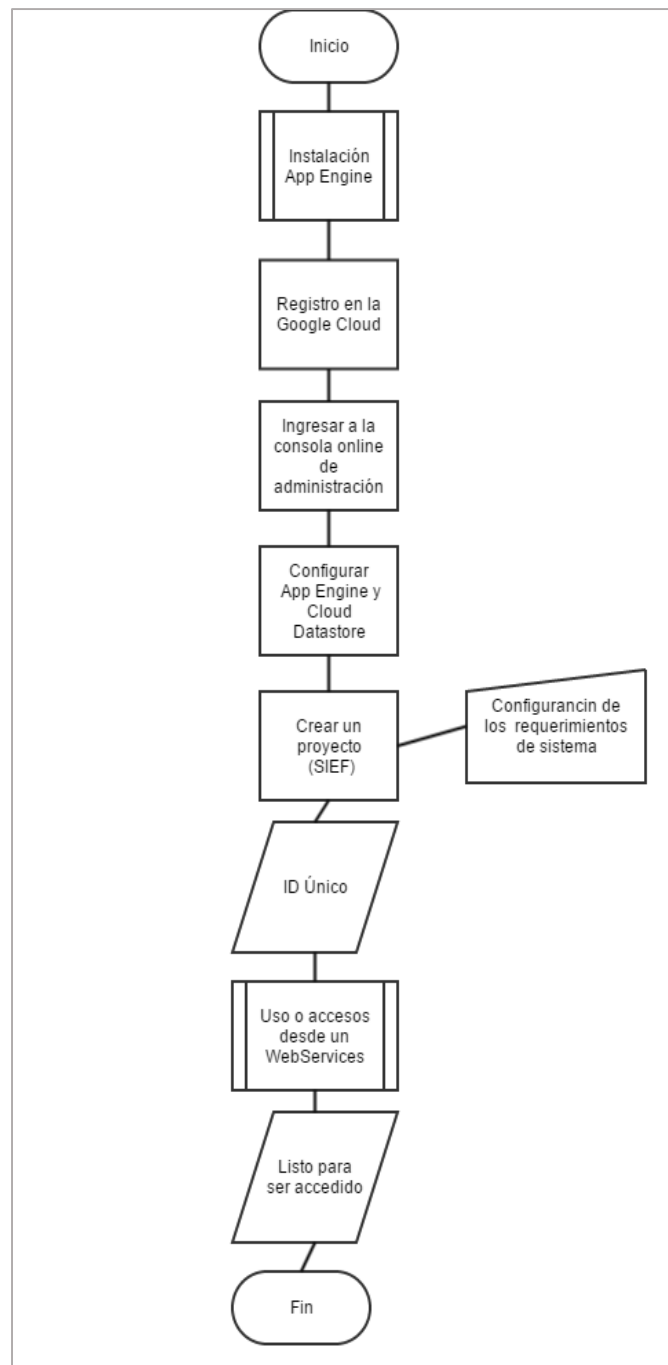 Inicio
Instalación
App Engine
Registro en la
Google Cloud
Ingresar a la
consola online
de
administración
Configurar
App Engine y
Cloud
Datastore
Crear un
proyecto
(SIEF)
Configurancin de
los requerimientos
de sistema
ID Único
Uso o accesos
desde un
WebServices
Listo para
ser accedido
Fin